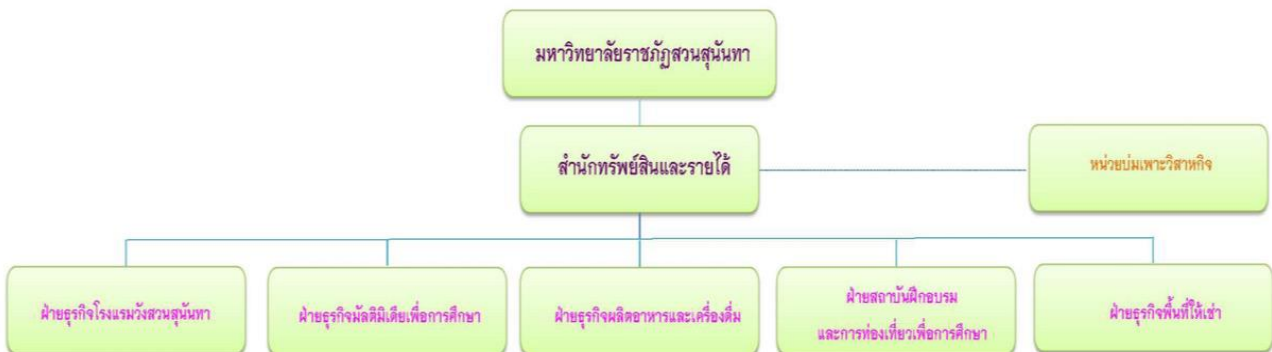 มหาวิทยาลัยราชภัฏสวนสุนันทา
สำนักทรัพย์สินและรายได้
หน่วยบ่มเพาะวิสาหกิจ
ฝ่ายธุรกิจโรงแรมวังสวนสุนันทา
ฝ่ายธุรกิจมัลติมิเดียเพื่อการศึกษา
ฝ่ายธุรกิจผลิตอาหารและเครื่องดื่ม
ฝ่ายสถาบันฝึกอบรม
และการท่องเที่ยวเพื่อการศึกษา
ฝ่ายธุรกิจพื้นที่ให้เช่า